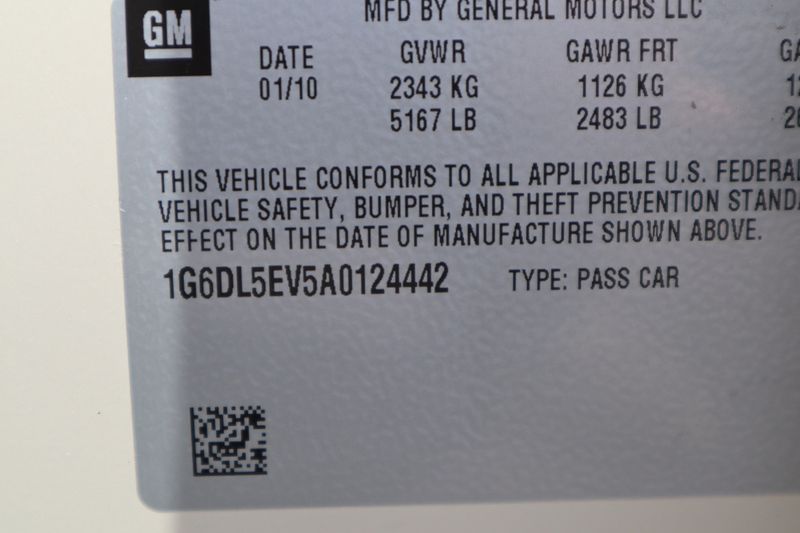 GM
MFD BY GENERAL MOTORS LLC
DATE GVWR GAWR FRT
01/10 2343 KG 1126 KG
5167 LB 2483 LB
THIS VEHICLE CONFORMS TO ALL APPLICABLE U.S. FEDERAL
VEHICLE SAFETY, BUMPER, AND THEFT PREVENTION STANDA
EFFECT ON THE DATE OF MANUFACTURE SHOWN ABOVE.
1G6DL5EV5A0124442 TYPE: PASS CAR